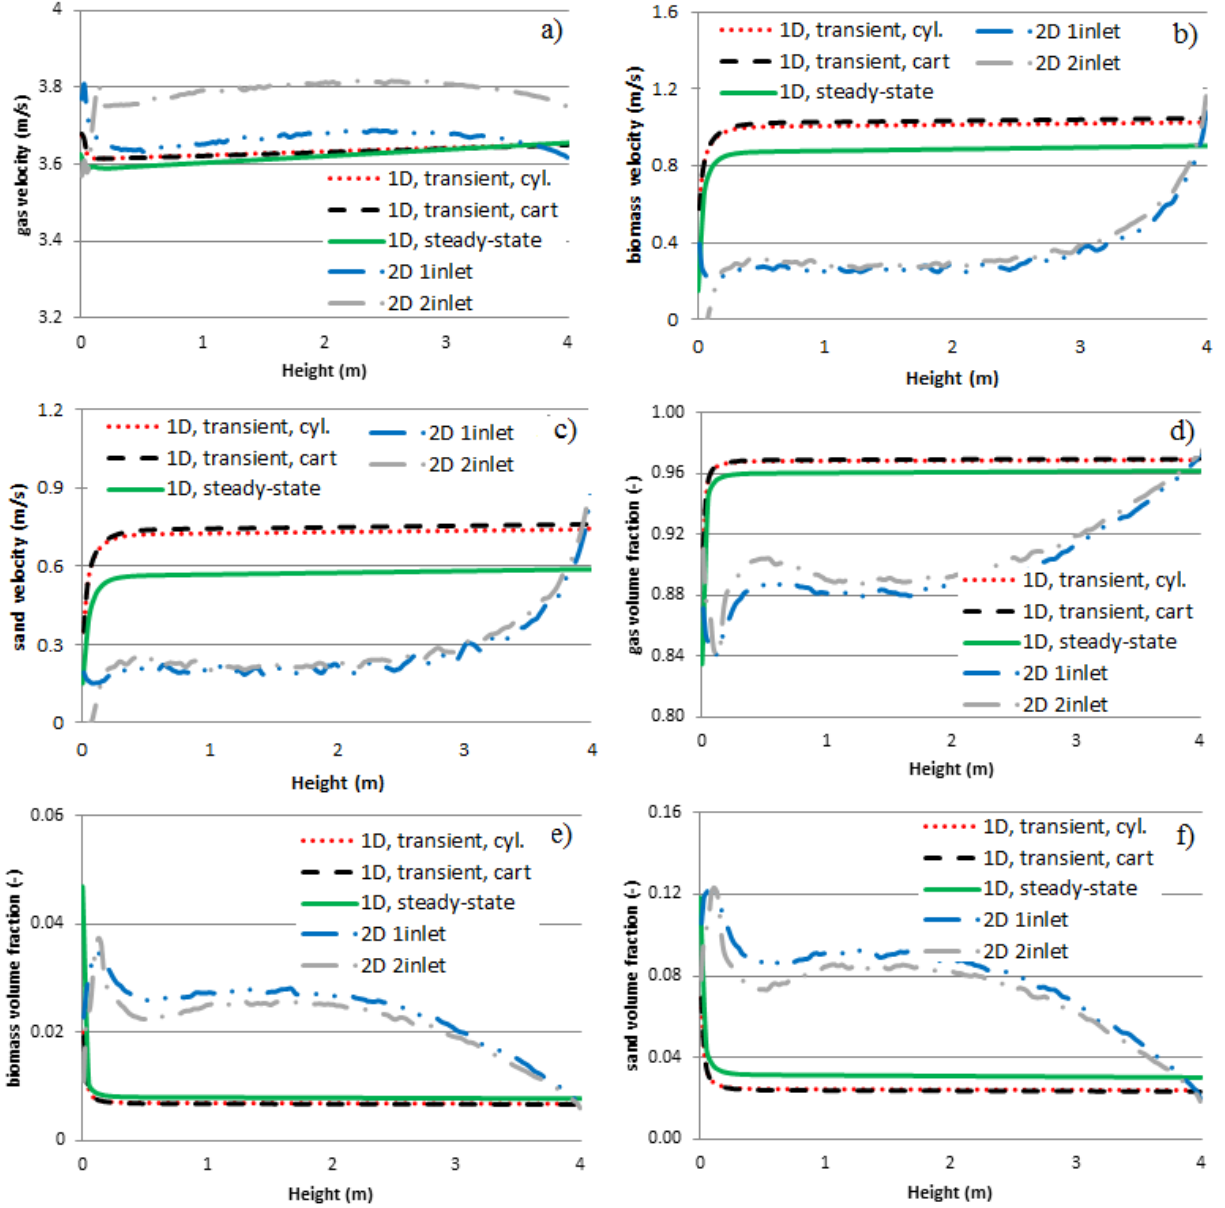 a)
4
3.8
3.6
3.4
3.2
gas velocity (m/s)
1D, transient, cyl.
1D, transient, cart
1D, steady-state
2D 1inlet
2D 2inlet
0 1 2 3 4
Height (m)
b)
1.6
1.2
0.8
0.4
0
biomass velocity (m/s)
1D, transient, cyl. 2D 1inlet
1D, transient, cart 2D 2inlet
1D, steady-state
0 1 2 3 4
Height (m)
c)
1.2
0.9
0.6
0.3
0
sand velocity (m/s)
1D, transient, cyl. 2D 1inlet
1D, transient, cart 2D 2inlet
1D, steady-state
0 1 2 3 4
Height (m)
d)
1.00
0.96
0.92
0.88
0.84
0.80
gas volume fraction (-)
1D, transient, cyl.
1D, transient, cart
1D, steady-state
2D 1inlet
2D 2inlet
0 1 2 3 4
Height (m)
e)
0.06
0.04
0.02
0
biomass volume fraction (-)
1D, transient, cyl.
1D, transient, cart
1D, steady-state
2D 1inlet
2D 2inlet
0 1 2 3 4
Height (m)
f)
0.16
0.12
0.08
0.04
0.00
sand volume fraction (-)
1D, transient, cyl.
1D, transient, cart
1D, steady-state
2D 1inlet
2D 2inlet
0 1 2 3 4
Height (m)